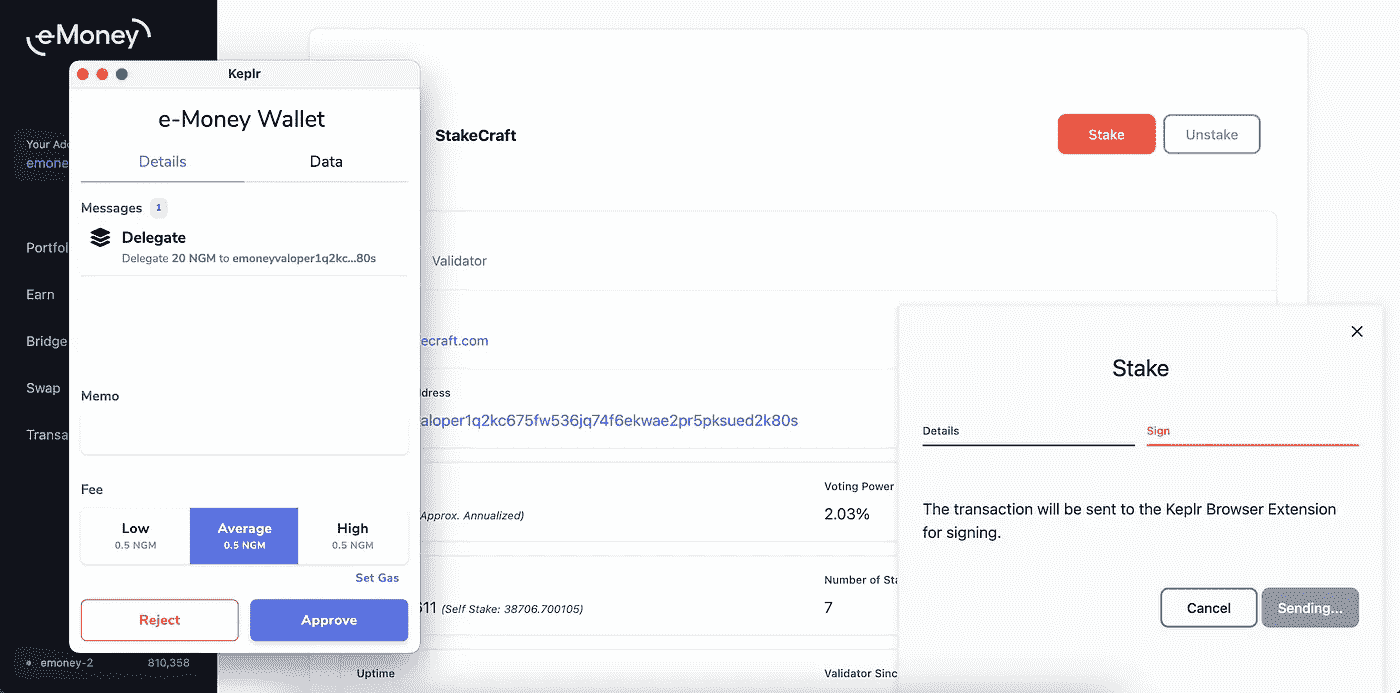 eMoney
Your Add
emone
Portfol
Earn
Bridge
Swap
Transa
emoney-2 810,358
Keplr
e-Money Wallet
Details Data
Messages 1
Delegate
Delegate 20 NGM to emoneyvaloper1q2kc...80s
Memo
Fee
Low Average High
0.5 NGM 0.5 NGM 0.5 NGM
Set Gas
Reject Approve
StakeCraft
Stake Unstake
Validator
ecraft.com
dress
aloper1q2kc675fw536jq74f6ekwae2pr5pksued2k80s
Approx. Annualized)
Voting Power
2.03%
611 (Self Stake: 38706.700105)
Number of Sta
7
Uptime
Validator Sinc
Stake
Details Sign
The transaction will be sent to the Keplr Browser Extension
for signing.
Cancel Sending...